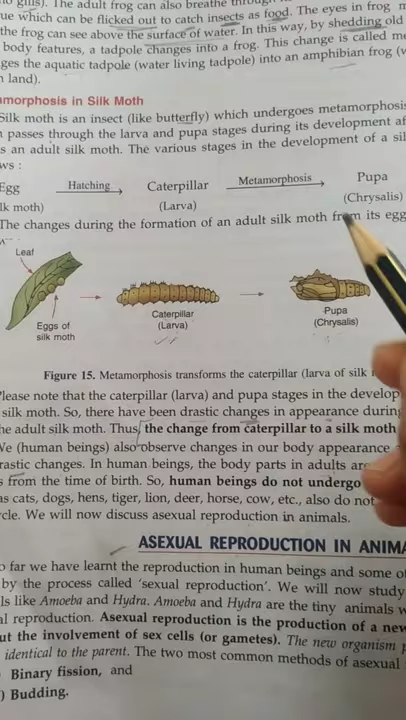 gills). The adult frog can also breathe through
ue which can be flicked out to catch insects as food. The eyes in frog
the frog can see above the surface of water. In this way, by shedding old
body features, a tadpole changes into a frog. This change is called
ges the aquatic tadpole (water living tadpole) into an amphibian frog
n land).
amorphosis in Silk Moth
Silk moth is an insect (like butterfly) which undergoes metamorphosis
passes through the larva and pupa stages during its development
s an adult silk moth. The various stages in the development of a
ws :
Egg Hatching Caterpillar Metamorphosis Pupa
lk moth) (Larva) (Chrysalis)
The changes during the formation of an adult silk moth from its egg
Leaf
Eggs of
silk moth
Caterpillar
(Larva)
Pupa
(Chrysalis)
Figure 15. Metamorphosis transforms the caterpillar (larva of silk
Please note that the caterpillar (larva) and pupa stages in the develop
silk moth. So, there have been drastic changes in appearance during
he adult silk moth. Thus, the change from caterpillar to a silk moth
We (human beings) also observe changes in our body appearance
rastic changes. In human beings, the body parts in adults are
s from the time of birth. So, human beings do not undergo
as cats, dogs, hens, tiger, lion, deer, horse, cow, etc., also do not
cle. We will now discuss asexual reproduction in animals.
ASEXUAL REPRODUCTION IN ANIMA
o far we have learnt the reproduction in human beings and some
by the process called 'sexual reproduction'. We will now study
ls like Amoeba and Hydra. Amoeba and Hydra are the tiny animals
al reproduction. Asexual reproduction is the production of a new
ut the involvement of sex cells (or gametes). The new organism
identical to the parent. The two most common methods of asexual
Binary fission, and
) Budding.